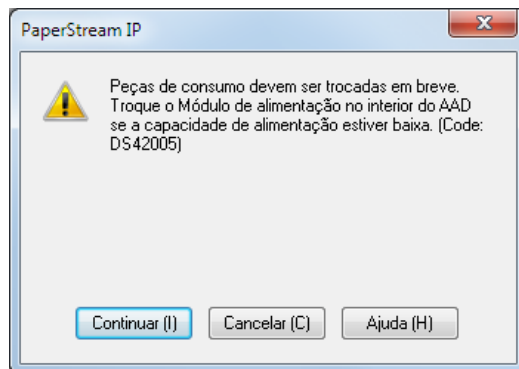 PaperStream IP
Peças de consumo devem ser trocadas em breve.
Troque o Módulo de alimentação no interior do AAD
se a capacidade de alimentação estiver baixa. (Code:
DS42005)
Continuar (I) Cancelar (C) Ajuda (H)